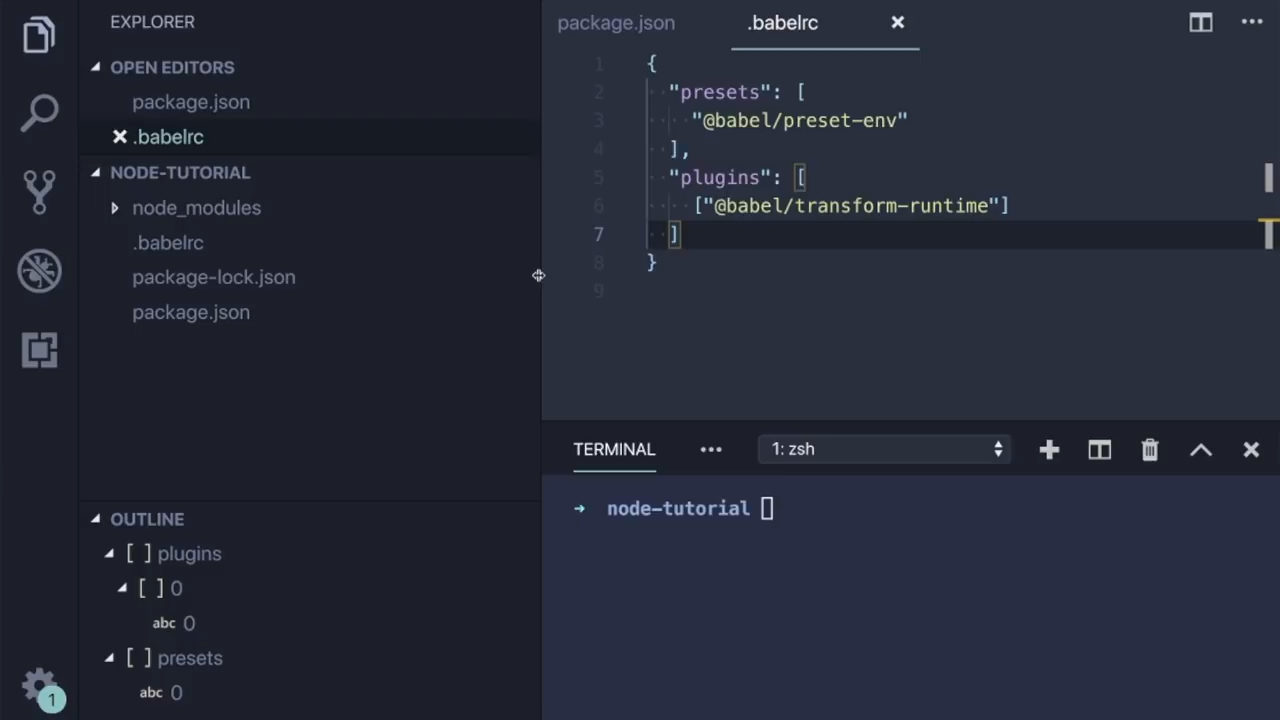 EXPLORER
OPEN EDITORS
package.json
.babelrc
NODE-TUTORIAL
node_modules
.babelrc
package-lock.json
package.json
OUTLINE
[ ] plugins
[ ] 0
abc 0
[ ] presets
abc 0
1
package.json .babelrc
1 {
2 "presets": [
3 "@babel/preset-env"
4 ],
5 "plugins": [
6 ["@babel/transform-runtime"]
7 ]
8 }
9
TERMINAL ••• 1: zsh
→ node-tutorial